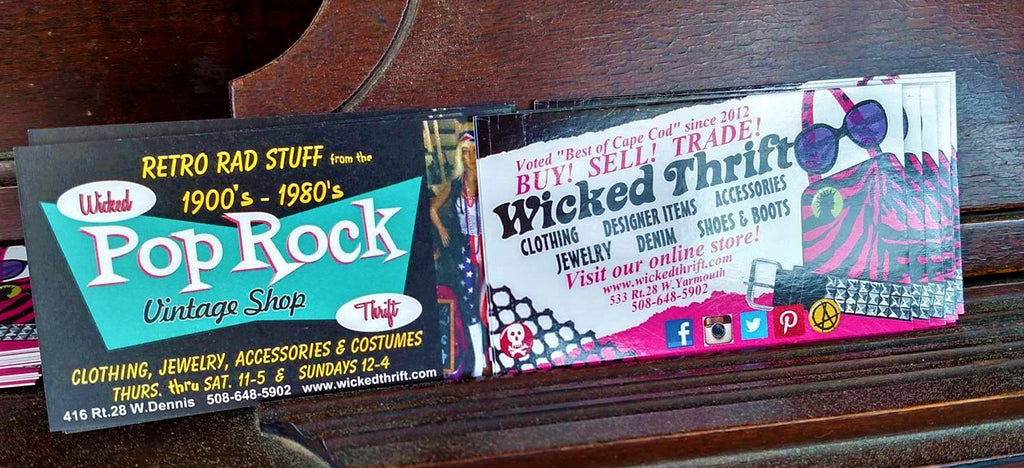 RETRO RAD STUFF from the
1900's - 1980's
Wicked
Pop Rock
Vintage Shop
Thrift
CLOTHING, JEWELRY, ACCESSORIES & COSTUMES
THURS. thru SAT. 11-5 & SUNDAYS 12-4
416 Rt.28 W.Dennis 508-648-5902 www.wickedthrift.com
Voted "Best of Cape Cod" since 2012
BUY! SELL! TRADE!
Wicked Thrift
CLOTHING DESIGNER ITEMS ACCESSORIES
JEWELRY DENIM SHOES & BOOTS
Visit our online store!
www.wickedthrift.com
533 Rt.28 W.Yarmouth
508-648-5902